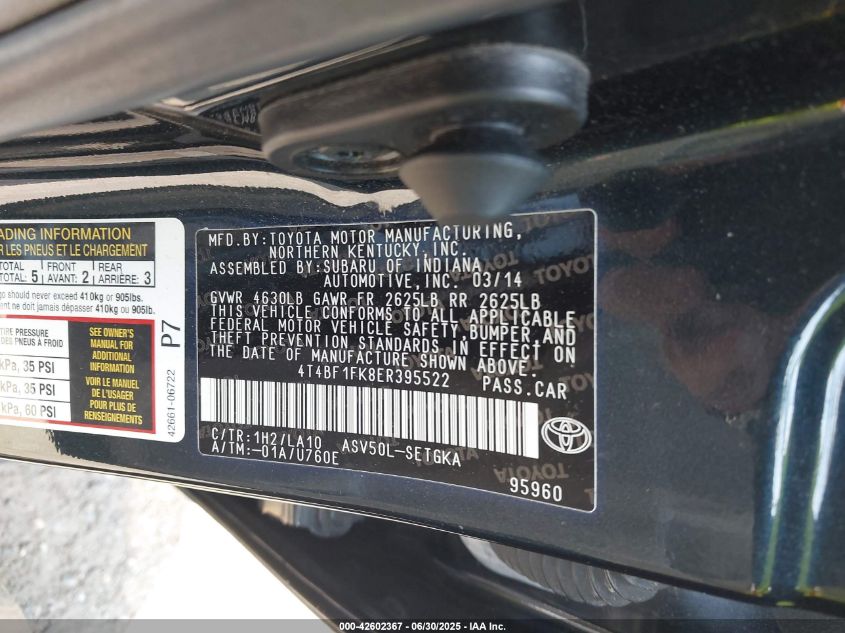 ADING INFORMATION
R LES PNEUS ET LE CHARGEMENT
TOTAL 5 FRONT 2 REAR 3
TOTAL: AVANT: ARRIÈRE:
go should never exceed 410kg or 905lbs.
nt ne doit jamais dépasser 410kg ou 905lb.
TIRE PRESSURE
DES PNEUS À FROID
kPa, 35 PSI
kPa, 35 PSI
kPa, 60 PSI
SEE OWNER'S
MANUAL FOR
ADDITIONAL
INFORMATION
VOIR LE MANUEL
DE L'USAGER
POUR PLUS DE
RENSEIGNEMENTS
P7
42661-06722
MFD.BY:TOYOTA MOTOR MANUFACTURING,
NORTHERN KENTUCKY, INC.
ASSEMBLED BY:SUBARU OF INDIANA
AUTOMOTIVE, INC. 03/14
GVWR 4630LB GAWR FR 2625LB RR 2625LB
THIS VEHICLE CONFORMS TO ALL APPLICABLE
FEDERAL MOTOR VEHICLE SAFETY,BUMPER,AND
THEFT PREVENTION STANDARDS IN EFFECT ON
THE DATE OF MANUFACTURE SHOWN ABOVE.
4T4BF1FK8ER395522 PASS.CAR
C/TR:1H2/LA10 ASV50L-SETGKA
A/TM:-01A/U760E
95960
000-42602367 - 06/30/2025 - IAA Inc.